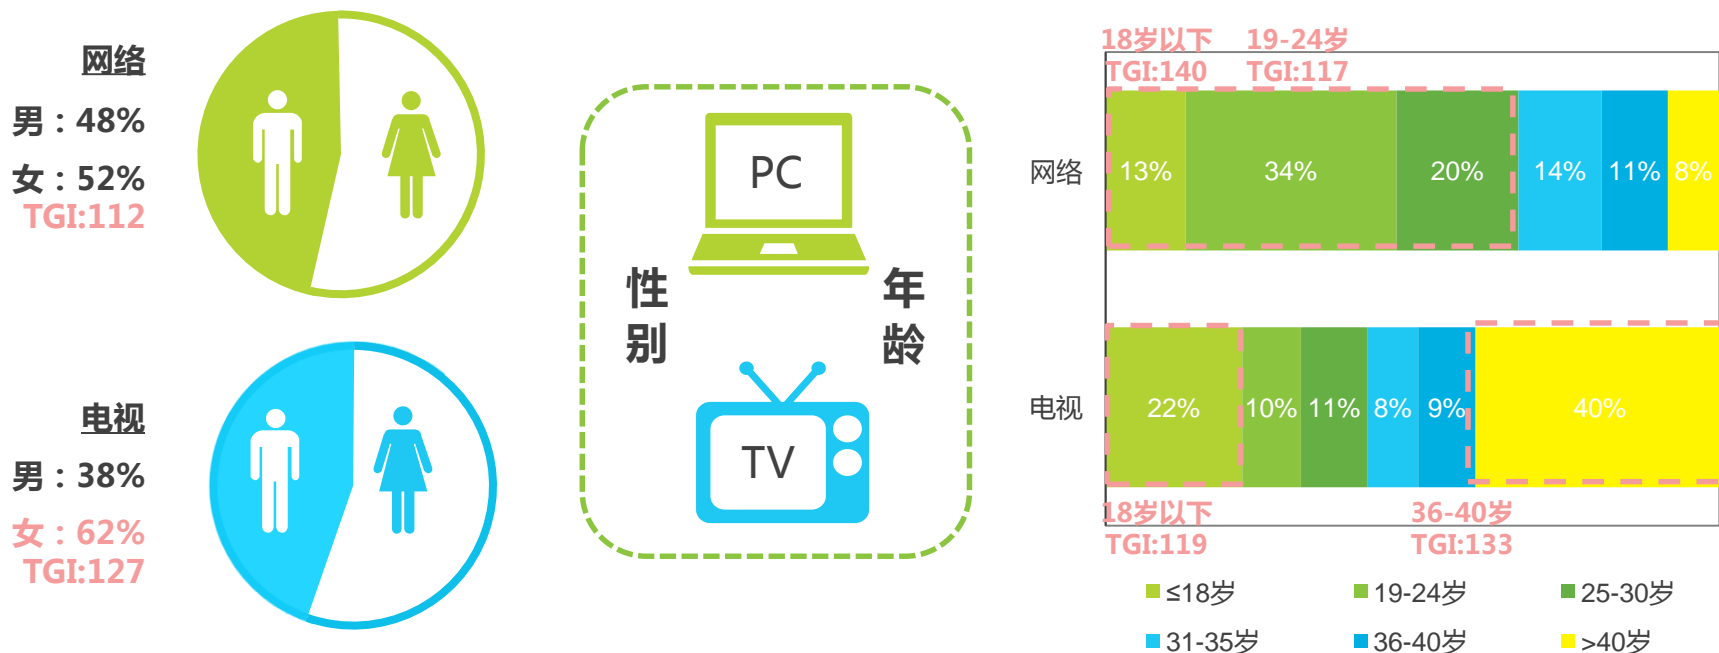 网络
男：48%
女：52%
TGI:112
电视
男：38%
女：62%
TGI:127
PC
性别
年龄
TV
18岁以下
TGI:140
19-24岁
TGI:117
网络
13%
34%
20%
14%
11%
8%
电视
22%
10%
11%
8%
9%
40%
18岁以下
TGI:119
36-40岁
TGI:133
≤18岁
19-24岁
25-30岁
31-35岁
36-40岁
>40岁